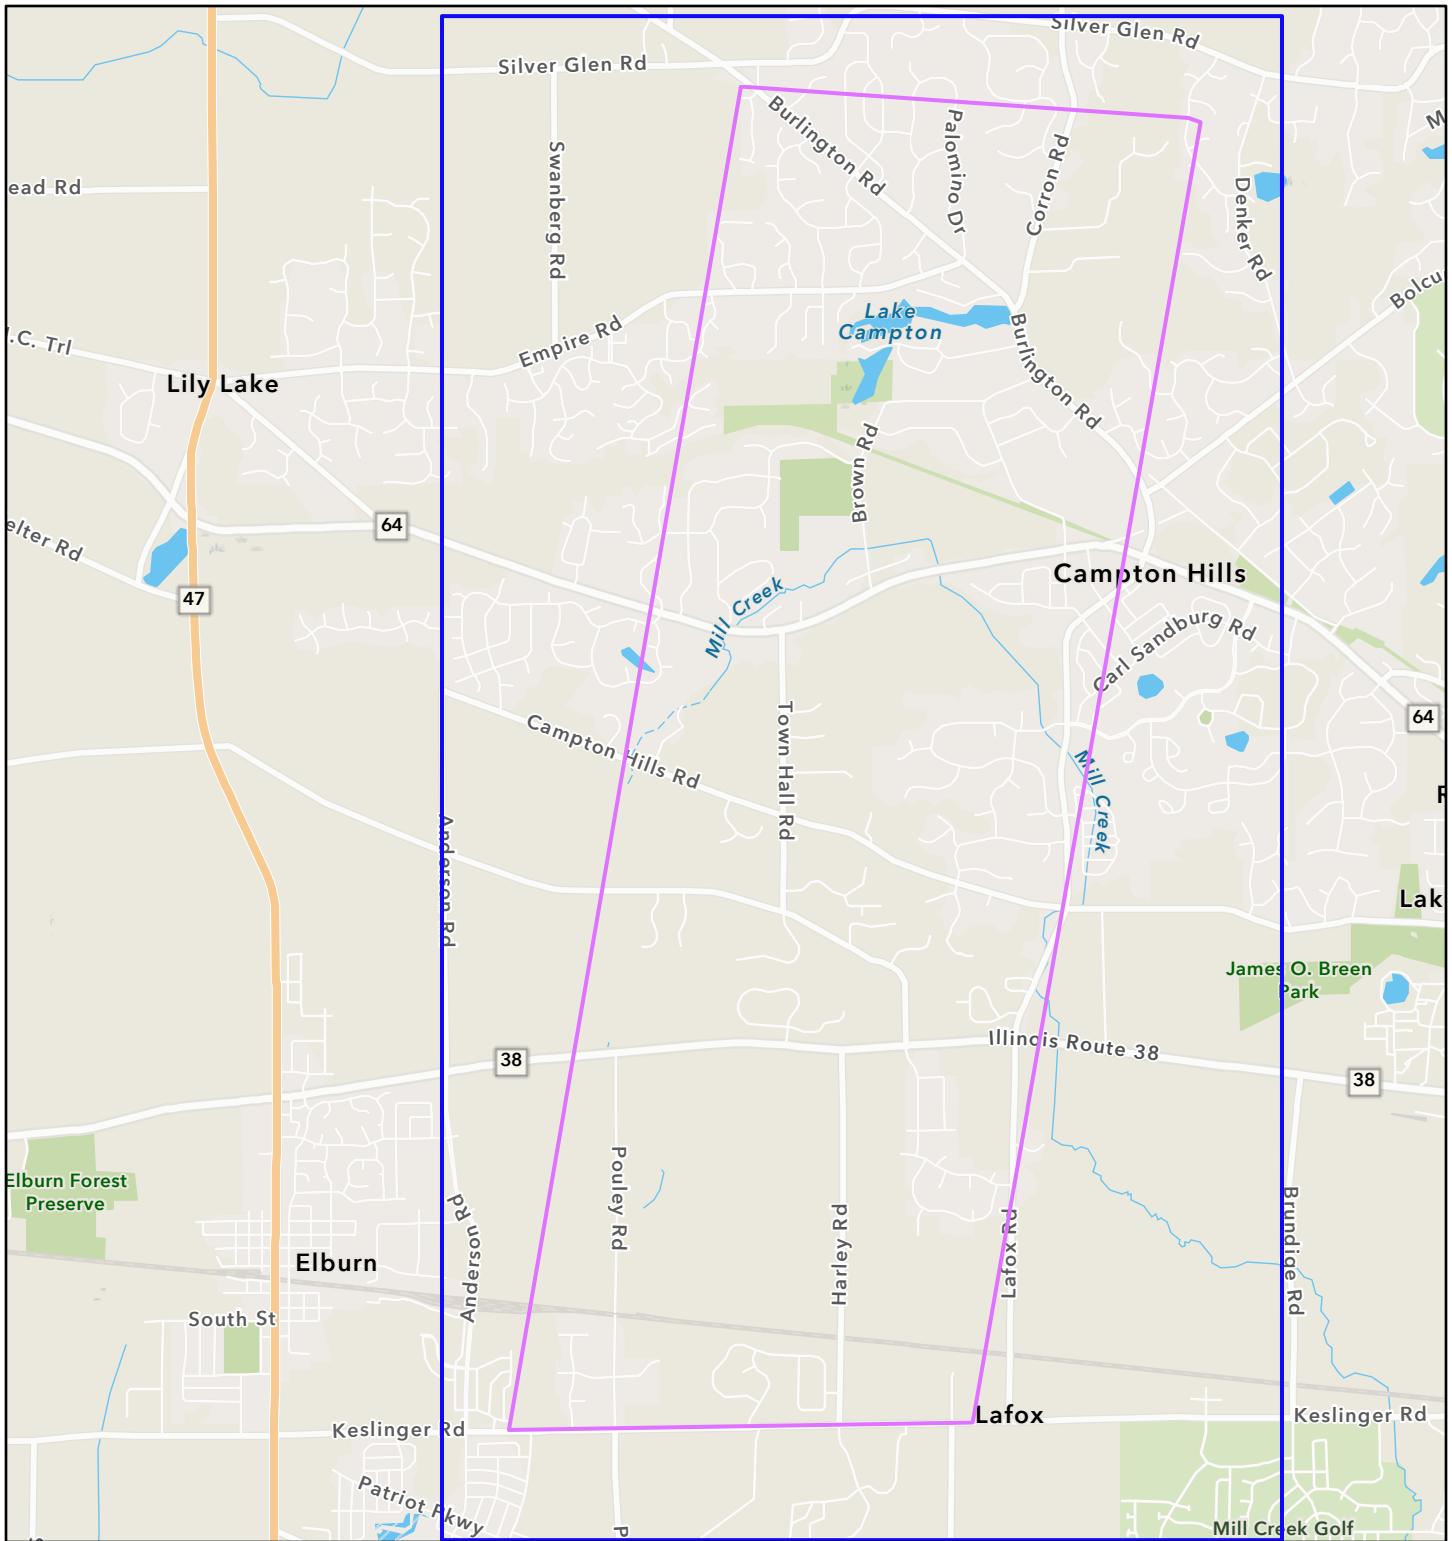 Silver Glen Rd
Silver Glen Rd
Burlington Rd
Palomino Dr
Corron Rd
Swanberg Rd
ead Rd
Denker Rd
Bolcu
Lake
Campton
Empire Rd
.C. Trl
Lily Lake
Burlington Rd
Brown Rd
64
elter Rd
47
Campton Hills
Mill Creek
Carl Sandburg Rd
64
Campton Hills Rd
Town Hall Rd
Mill Creek
Anderson Rd
Lak
James O. Breen
Park
Illinois Route 38
38
38
Elburn Forest
Preserve
Pouley Rd
Harley Rd
Lafox Rd
Brundige Rd
Anderson Rd
Elburn
South St
Lafox
Keslinger Rd
Keslinger Rd
Patriot Pkwy
P
Mill Creek Golf